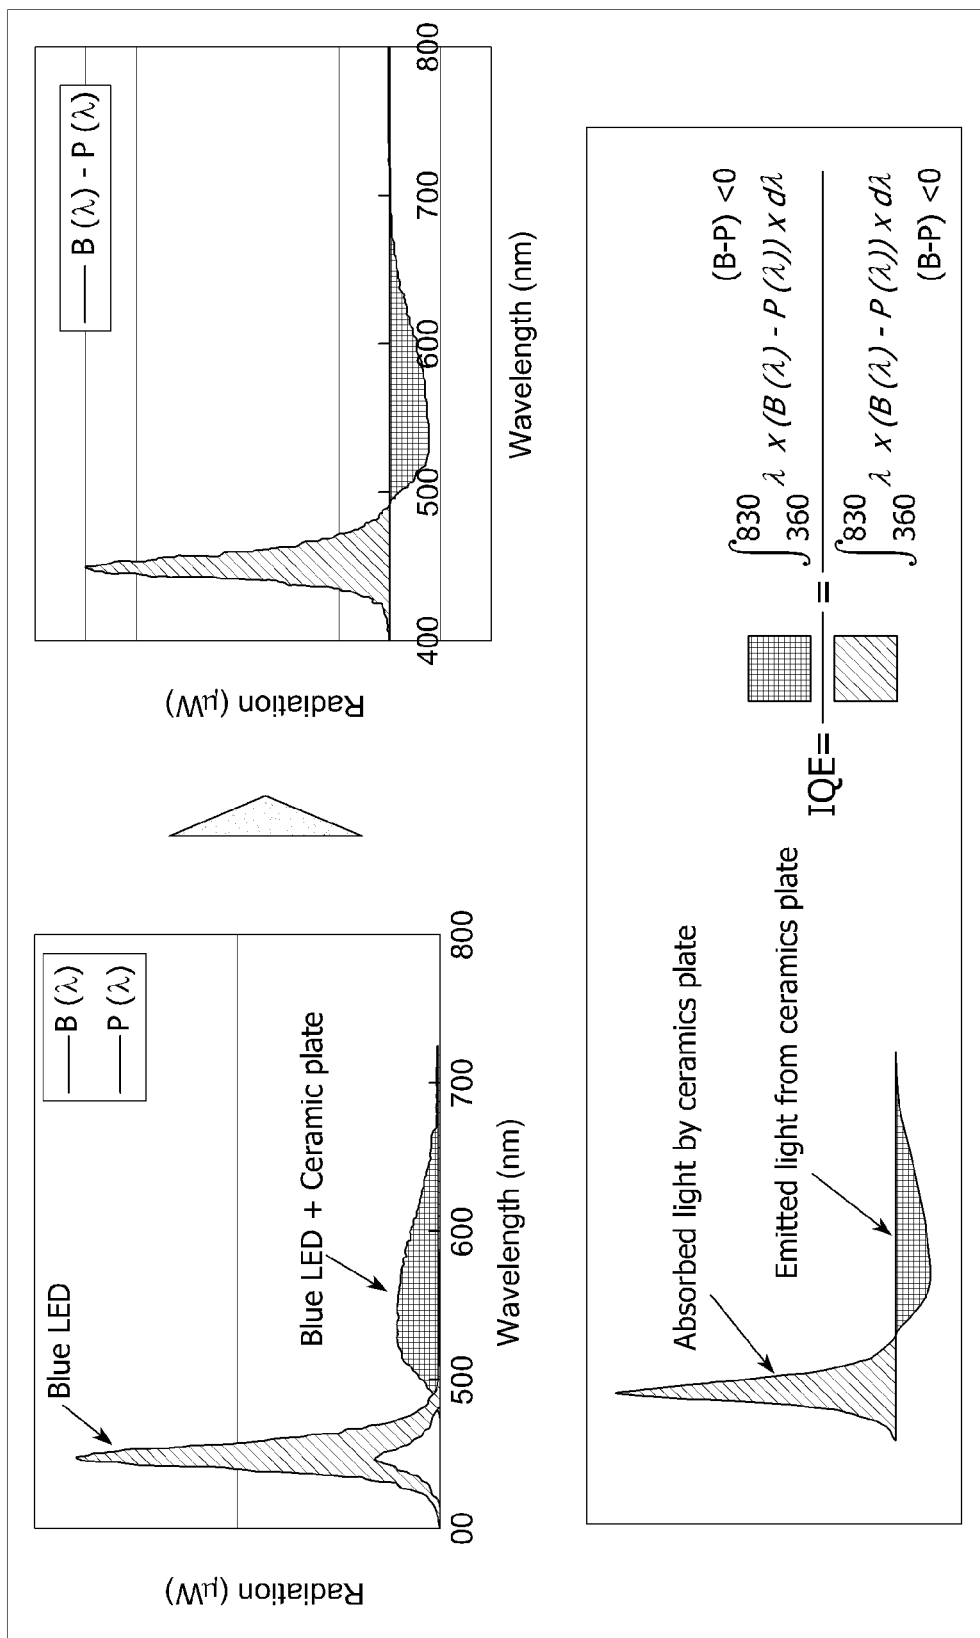 B (λ)
P (λ)
Blue LED
Blue LED + Ceramic plate
Radiation (μW)
00 500 600 700 800
Wavelength (nm)
B (λ) - P (λ)
Radiation (μW)
400 500 600 700 800
Wavelength (nm)
Absorbed light by ceramics plate
Emitted light from ceramics plate
(B-P) <0
∫830 360 λ x (B (λ) - P (λ)) x dλ
IQE= =
∫830 360 λ x (B (λ) - P (λ)) x dλ
(B-P) <0